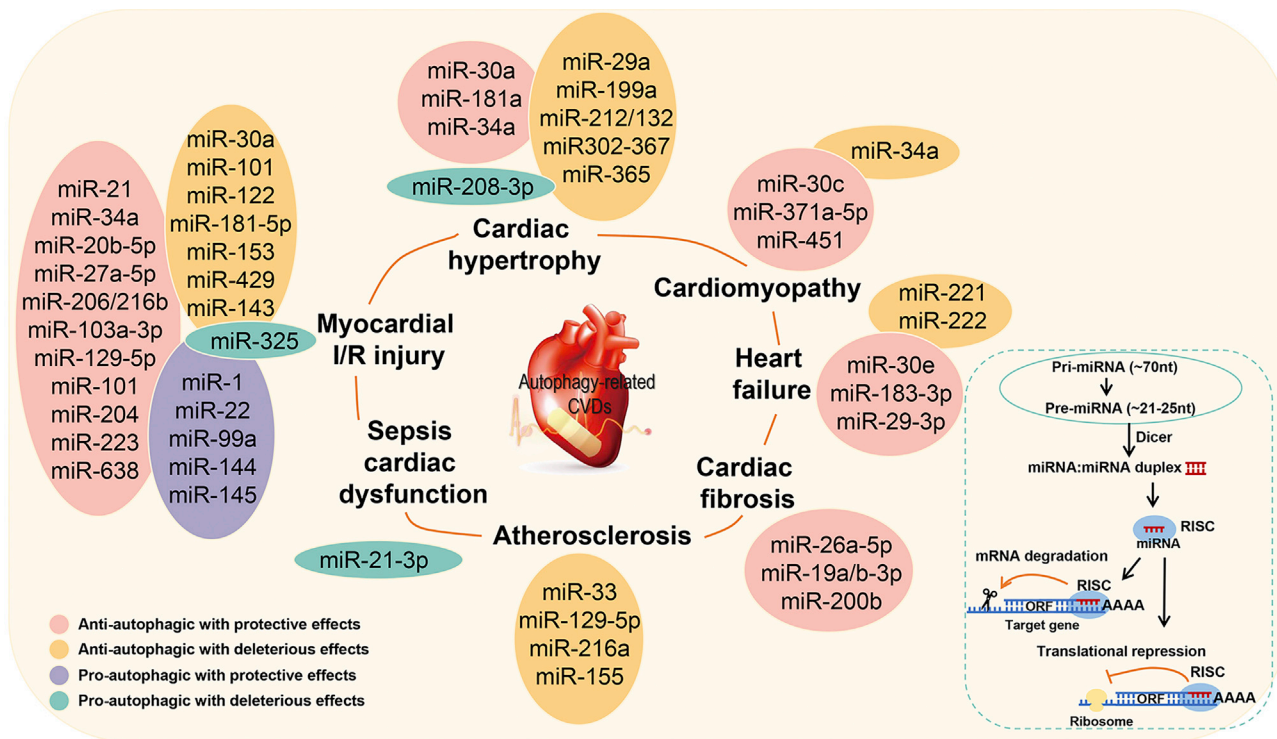 miR-30a
miR-181a
miR-34a
miR-29a
miR-199a
miR-212/132
miR302-367
miR-365
miR-208-3p
Cardiac
hypertrophy
miR-34a
miR-30c
miR-371a-5p
miR-451
Cardiomyopathy
miR-221
miR-222
miR-30e
miR-183-3p
miR-29-3p
Heart
failure
Cardiac
fibrosis
miR-26a-5p
miR-19a/b-3p
miR-200b
Atherosclerosis
miR-33
miR-129-5p
miR-216a
miR-155
Sepsis
cardiac
dysfunction
miR-21-3p
Myocardial
I/R injury
miR-30a
miR-101
miR-122
miR-181-5p
miR-153
miR-429
miR-143
miR-21
miR-34a
miR-20b-5p
miR-27a-5p
miR-206/216b
miR-103a-3p
miR-129-5p
miR-101
miR-204
miR-223
miR-638
miR-325
miR-1
miR-22
miR-99a
miR-144
miR-145
Autophagy-related
CVDs
Anti-autophagic with protective effects
Anti-autophagic with deleterious effects
Pro-autophagic with protective effects
Pro-autophagic with deleterious effects
Pri-miRNA (~70nt)
Pre-miRNA (~21-25nt)
Dicer
miRNA:miRNA duplex
RISC
miRNA
mRNA degradation
RISC
ORF
AAAA
Target gene
Translational repression
RISC
ORF
AAAA
Ribosome